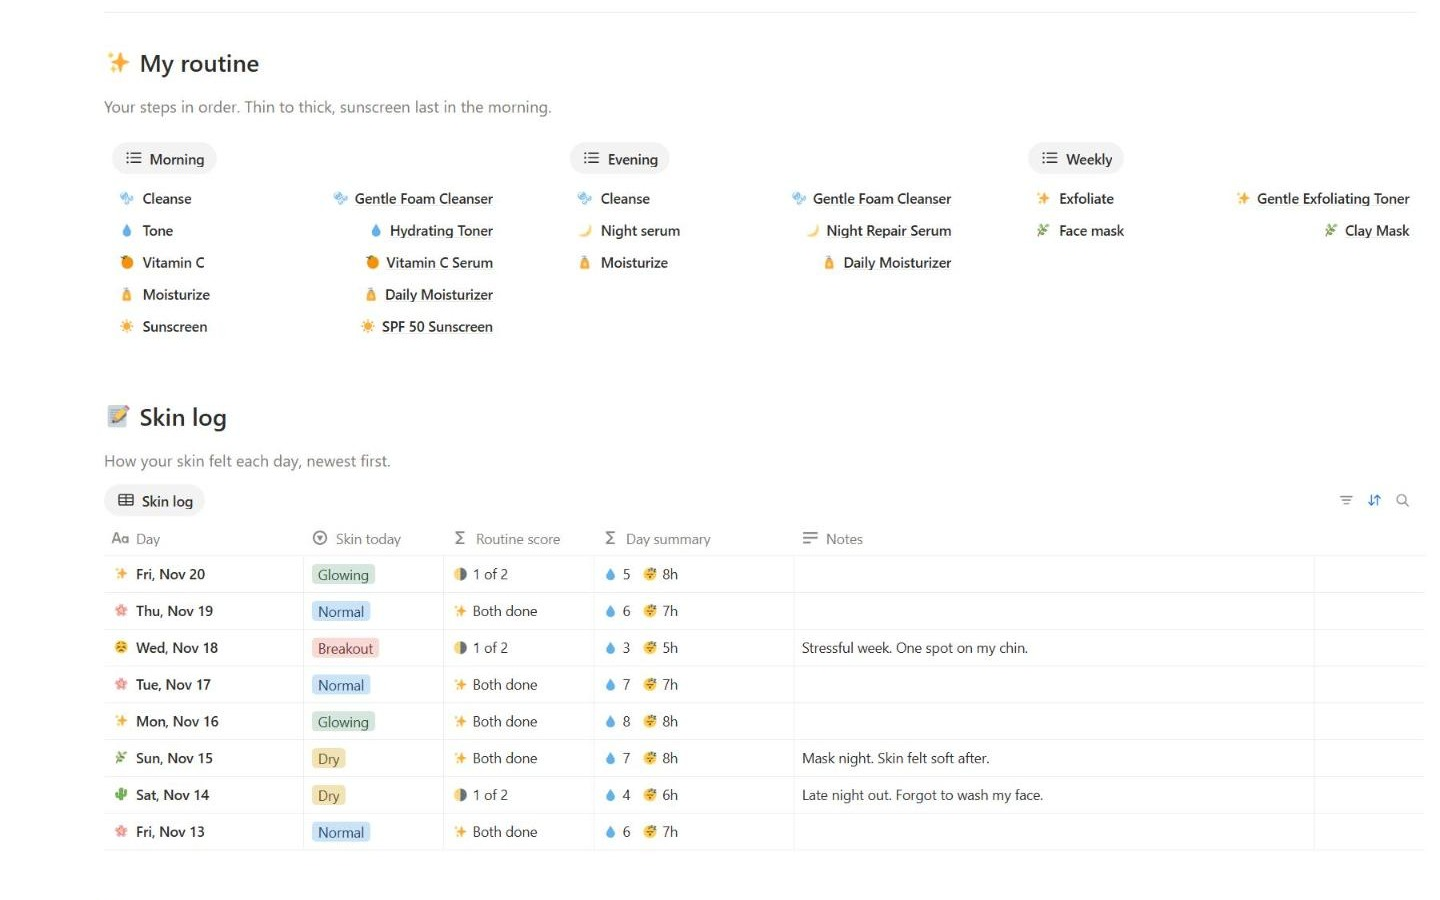 My routine
Your steps in order. Thin to thick, sunscreen last in the morning.
Morning
Cleanse Gentle Foam Cleanser
Tone Hydrating Toner
Vitamin C Vitamin C Serum
Moisturize Daily Moisturizer
Sunscreen SPF 50 Sunscreen
Evening
Cleanse Gentle Foam Cleanser
Night serum Night Repair Serum
Moisturize Daily Moisturizer
Weekly
Exfoliate Gentle Exfoliating Toner
Face mask Clay Mask
Skin log
How your skin felt each day, newest first.
Skin log
Aa Day Skin today Σ Routine score Σ Day summary Notes
Fri, Nov 20 Glowing 1 of 2 5 8h
Thu, Nov 19 Normal Both done 6 7h
Wed, Nov 18 Breakout 1 of 2 3 5h Stressful week. One spot on my chin.
Tue, Nov 17 Normal Both done 7 7h
Mon, Nov 16 Glowing Both done 8 8h
Sun, Nov 15 Dry Both done 7 8h Mask night. Skin felt soft after.
Sat, Nov 14 Dry 1 of 2 4 6h Late night out. Forgot to wash my face.
Fri, Nov 13 Normal Both done 6 7h